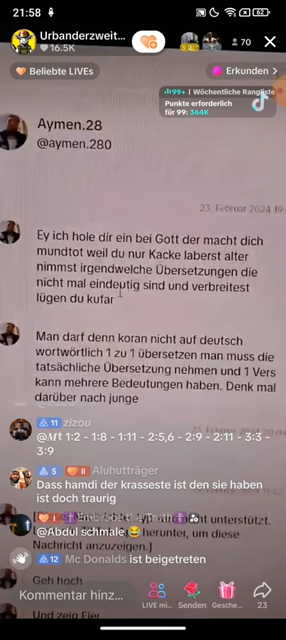 21:58
62
Urbanderzweit...
16.5K
70
Beliebte LIVEs
Erkunden >
99+ | Wöchentliche Rangliste
Punkte erforderlich
für 99: 364K
Aymen.28
@aymen.280
23. Februar 2024 19:
Ey ich hole dir ein bei Gott der macht dich
mundtot weil du nur Kacke laberst alter
nimmst irgendwelche Übersetzungen die
nicht mal eindeutig sind und verbreitest
lügen du kufar
Man darf denn koran nicht auf deutsch
wortwörtlich 1 zu 1 übersetzen man muss die
tatsächliche Übersetzung nehmen und 1 Vers
kann mehrere Bedeutungen haben. Denk mal
darüber nach junge
11 zizou
1:2 - 1:8 - 1:11 - 2:5,6 - 2:9 - 2:11 - 3:3 -
3:9
5 II Aluhutträger
Dass hamdi der krasseste ist den sie haben
ist doch traurig
nicht unterstützt.
@Abdul schmale 😂 herunter, um diese
Nachricht anzuzeigen.]
12 Mc Donalds ist beigetreten
Geh hoch
Kommentar hinz...
LIVE mi...
Senden
Gesche...
23
Und zeig Eier